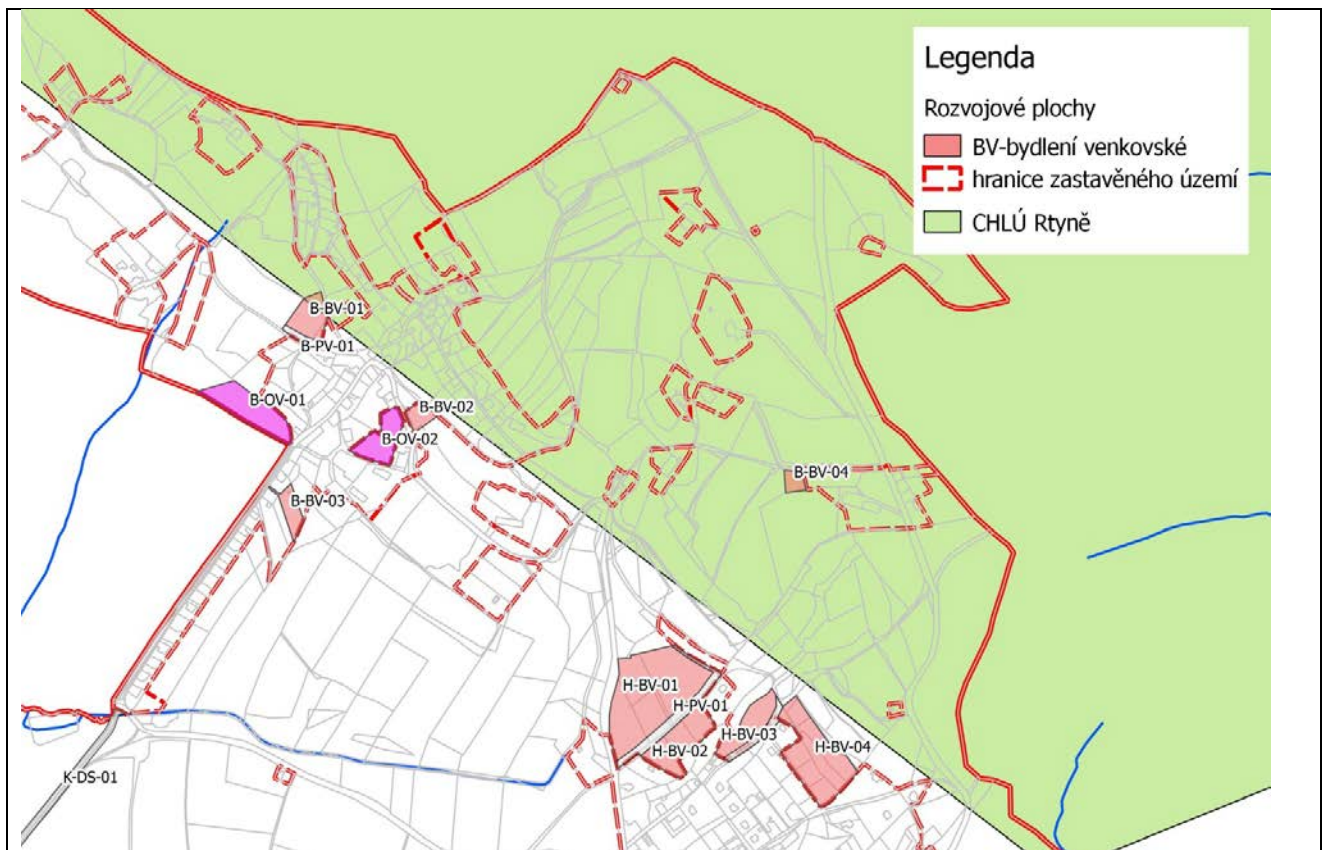 Legenda
Rozvojové plochy
BV-bydlení venkovské
hranice zastavěného území
CHLÚ Rtyně
B-BV-01
B-PV-01
B-OV-01
B-BV-02
B-OV-02
B-BV-04
B-BV-03
H-BV-01
H-PV-01
H-BV-02
H-BV-03
H-BV-04
K-DS-01